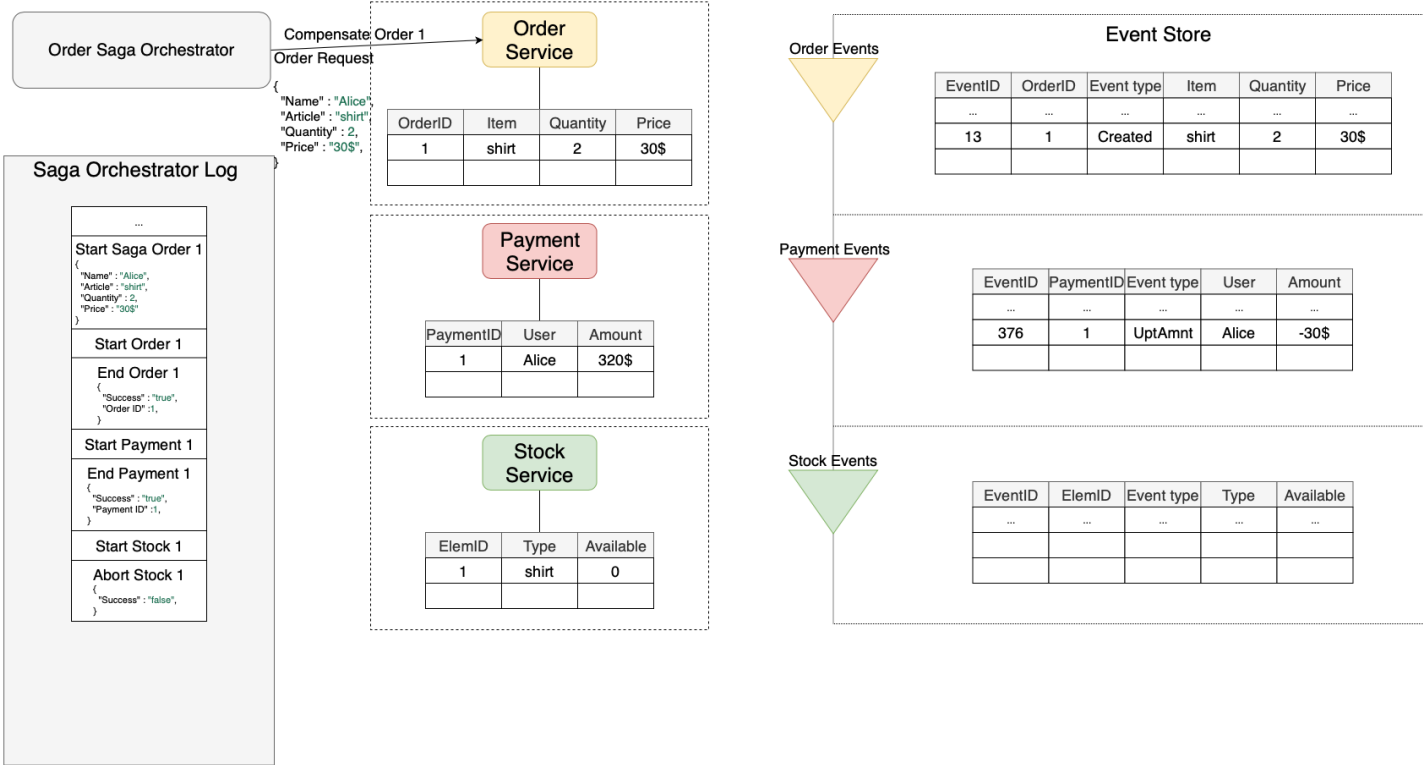 Order Saga Orchestrator
Compensate Order 1
Order Request
{
"Name" : "Alice",
"Article" : "shirt"
"Quantity" : 2,
"Price" : "30$",
}
Order
Service
OrderID Item Quantity Price
1 shirt 2 30$
Saga Orchestrator Log
...
Start Saga Order 1
{
"Name" : "Alice",
"Article" : "shirt",
"Quantity" : 2,
"Price" : "30$"
}
Start Order 1
End Order 1
{
"Success" : "true",
"Order ID" :1,
}
Start Payment 1
End Payment 1
{
"Success" : "true",
"Payment ID" :1,
}
Start Stock 1
Abort Stock 1
{
"Success" : "false",
}
Payment
Service
PaymentID User Amount
1 Alice 320$
Stock
Service
ElemID Type Available
1 shirt 0
Event Store
Order Events
EventID OrderID Event type Item Quantity Price
... ... ... ... ... ...
13 1 Created shirt 2 30$
Payment Events
EventID PaymentID Event type User Amount
... ... ... ... ...
376 1 UptAmnt Alice -30$
Stock Events
EventID ElemID Event type Type Available
... ... ... ... ...